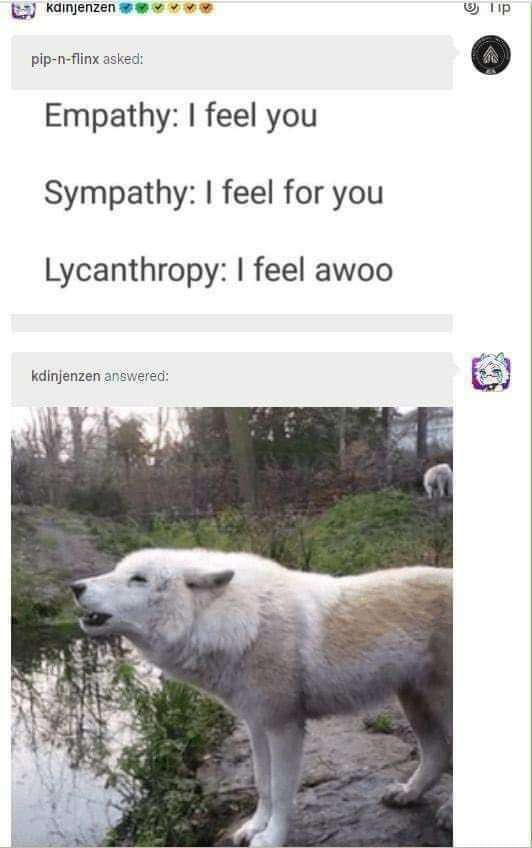 kdinjenzen
Tip
pip-n-flinx asked:
Empathy: I feel you
Sympathy: I feel for you
Lycanthropy: I feel awoo
kdinjenzen answered: